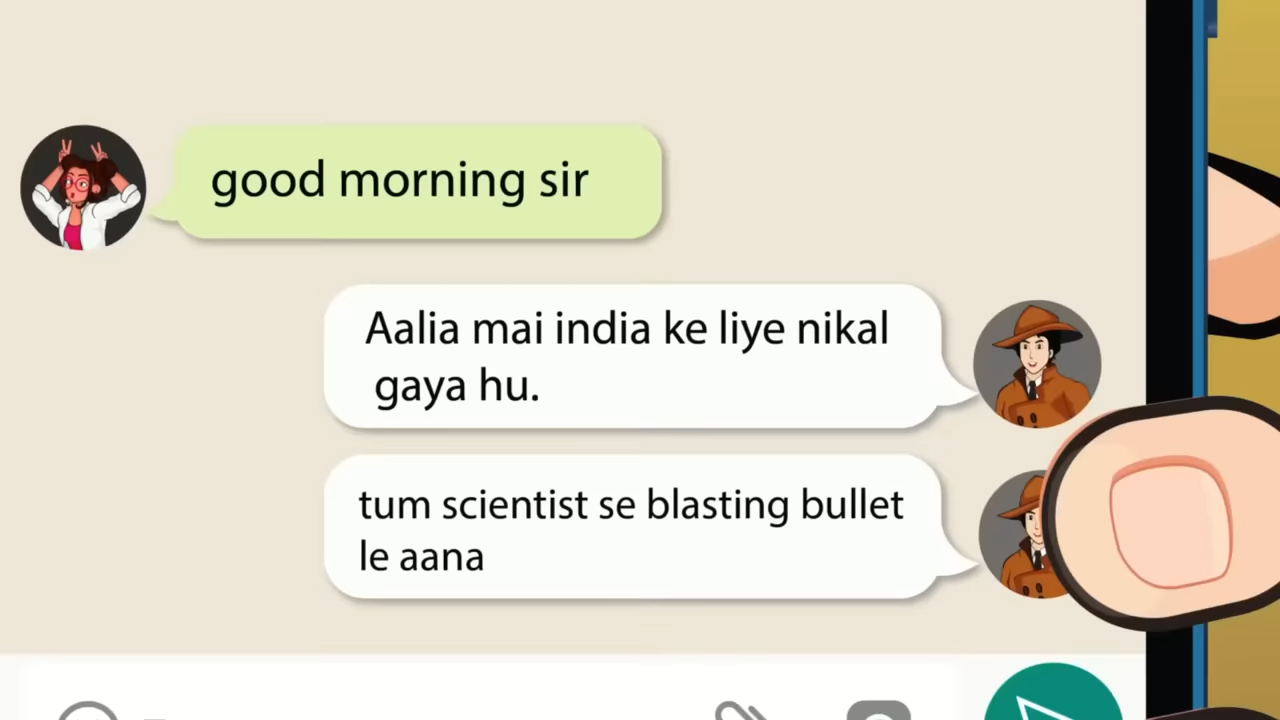 good morning sir
Aalia mai india ke liye nikal
gaya hu.
tum scientist se blasting bullet
le aana